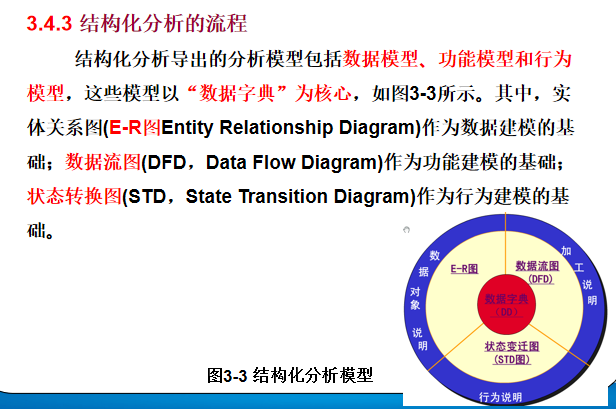 3.4.3 结构化分析的流程
结构化分析导出的分析模型包括数据模型、功能模型和行为
模型，这些模型以“数据字典”为核心，如图3-3所示。其中，实
体关系图(E-R图Entity Relationship Diagram)作为数据建模的基
础；数据流图(DFD，Data Flow Diagram)作为功能建模的基础；
状态转换图(STD，State Transition Diagram)作为行为建模的基
础。
数据对象说明
E-R图
数据流图
(DFD)
加工说明
数据字典
(DD)
状态变迁图
(STD图)
行为说明
图3-3 结构化分析模型